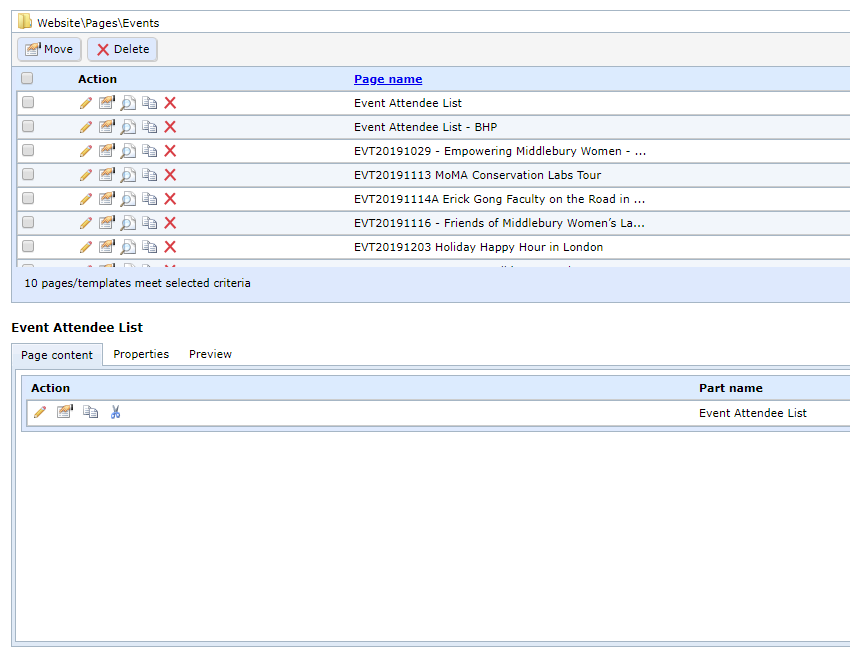 Website\Pages\Events
Move Delete
Action Page name
Event Attendee List
Event Attendee List - BHP
EVT20191029 - Empowering Middlebury Women - ...
EVT20191113 MoMA Conservation Labs Tour
EVT20191114A Erick Gong Faculty on the Road in ...
EVT20191116 - Friends of Middlebury Women’s La...
EVT20191203 Holiday Happy Hour in London
10 pages/templates meet selected criteria
Event Attendee List
Page content Properties Preview
Action Part name
Event Attendee List